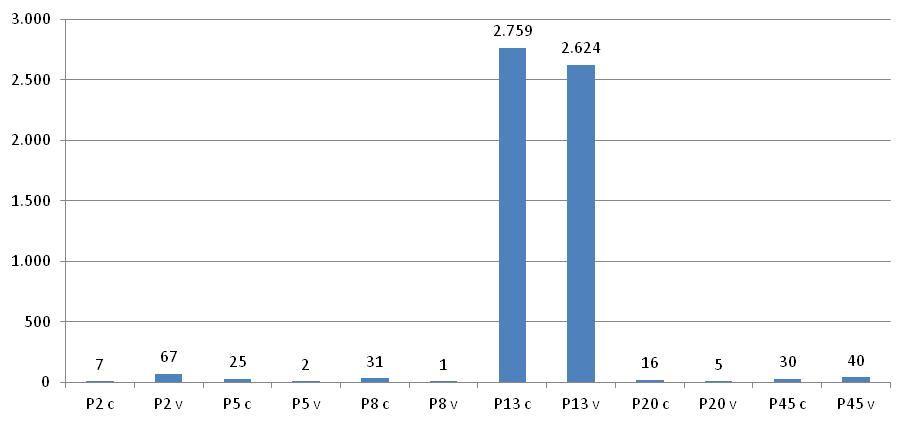 3.000
2.500
2.000
1.500
1.000
500
0
7
67
25
2
31
1
2.759
2.624
16
5
30
40
P2 c
P2 v
P5 c
P5 v
P8 c
P8 v
P13 c
P13 v
P20 c
P20 v
P45 c
P45 v